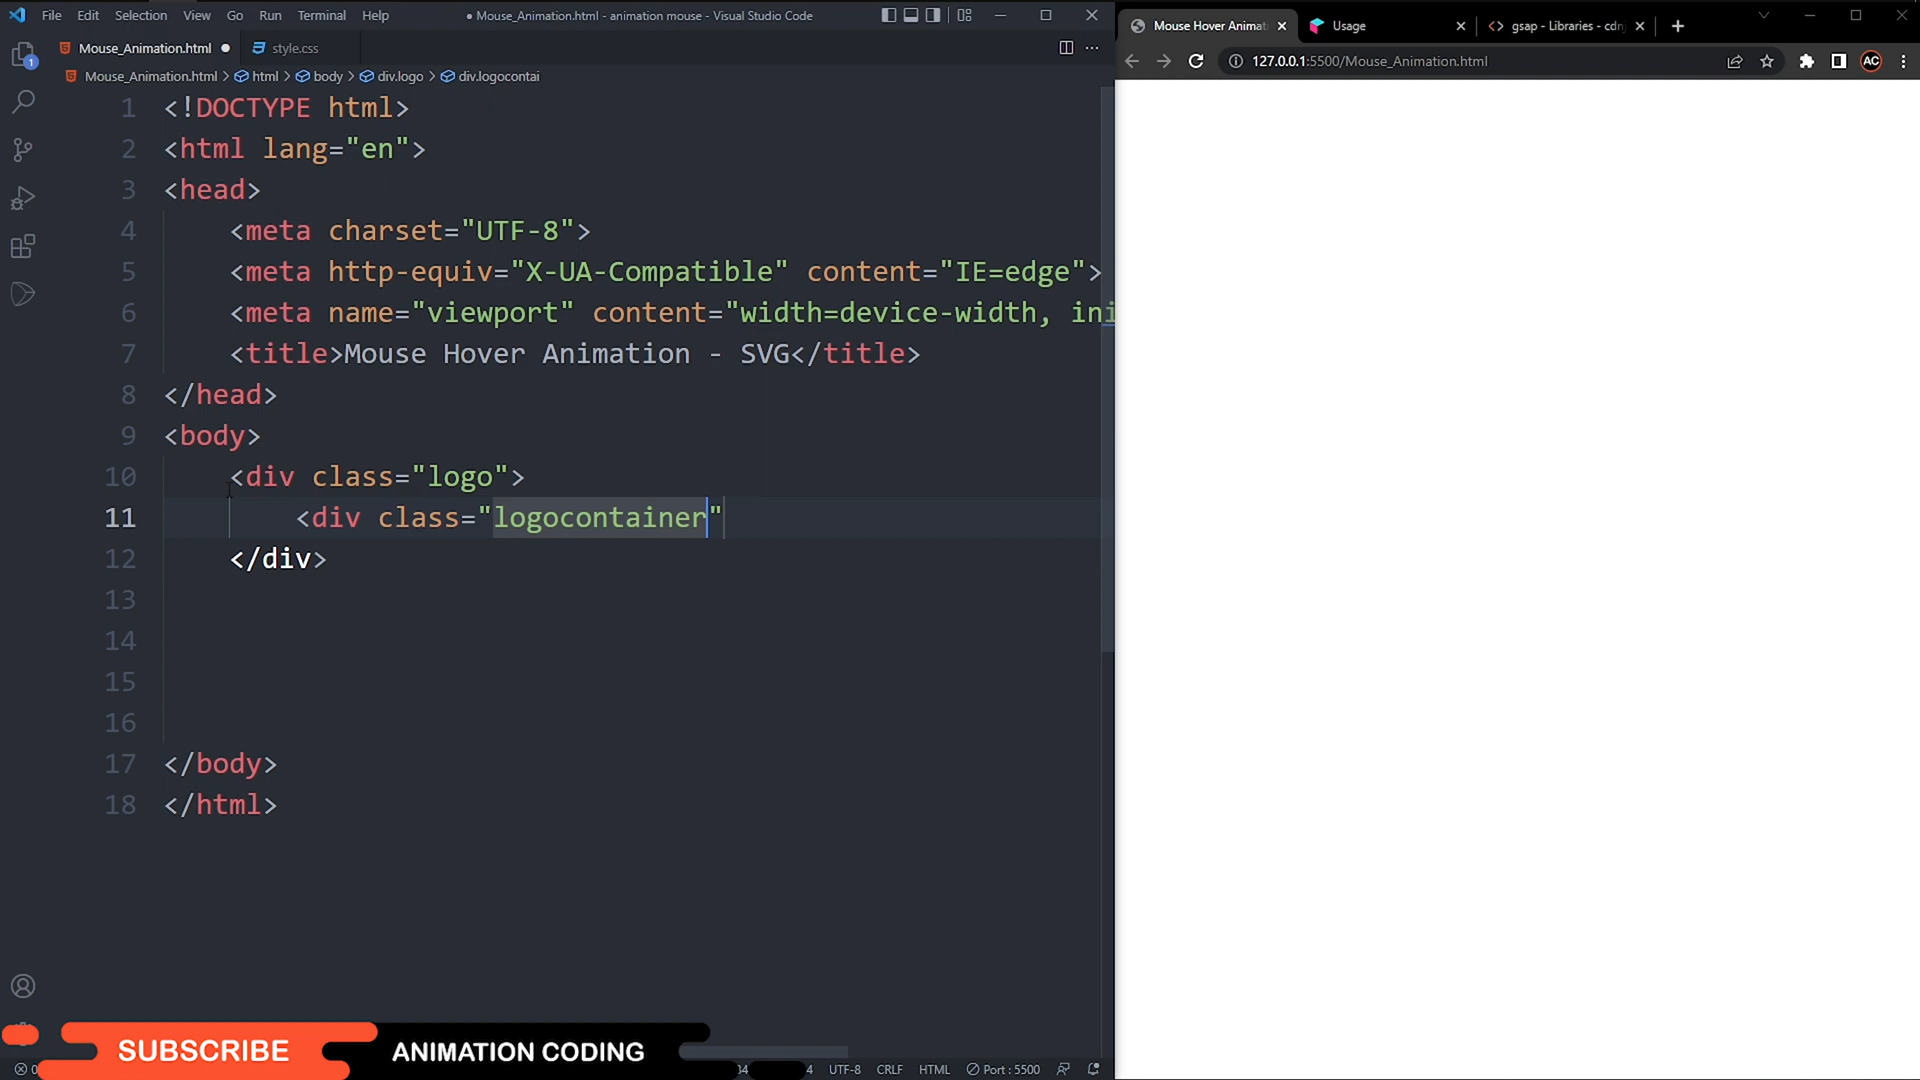 File Edit Selection View Go Run Terminal Help
● Mouse_Animation.html - animation mouse - Visual Studio Code
Mouse_Animation.html ●
style.css
Mouse_Animation.html > html > body > div.logo > div.logocontai
1 <!DOCTYPE html>
2 <html lang="en">
3 <head>
4 <meta charset="UTF-8">
5 <meta http-equiv="X-UA-Compatible" content="IE=edge">
6 <meta name="viewport" content="width=device-width, ini
7 <title>Mouse Hover Animation - SVG</title>
8 </head>
9 <body>
10 <div class="logo">
11 <div class="logocontainer"
12 </div>
13
14
15
16
17 </body>
18 </html>
1
SUBSCRIBE
ANIMATION CODING
0
4 UTF-8 CRLF HTML Port : 5500
Mouse Hover Animat
Usage
gsap - Libraries - cdn
127.0.0.1:5500/Mouse_Animation.html
AC